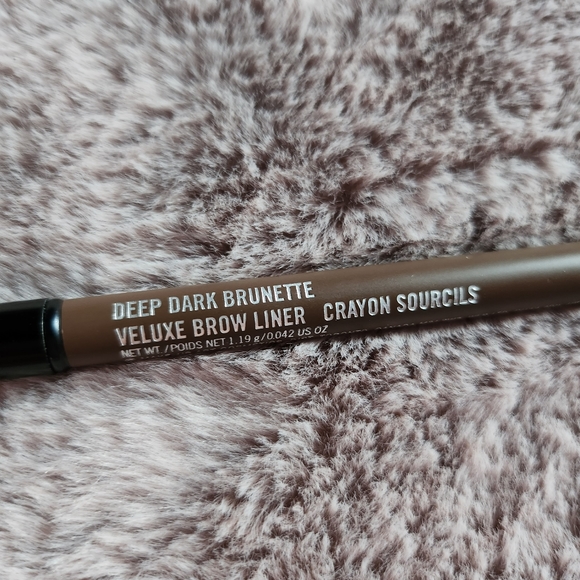 DEEP DARK BRUNETTE
VELUXE BROW LINER CRAYON SOURCILS
NET WT./POIDS NET 1.19 g/0.042 US OZ